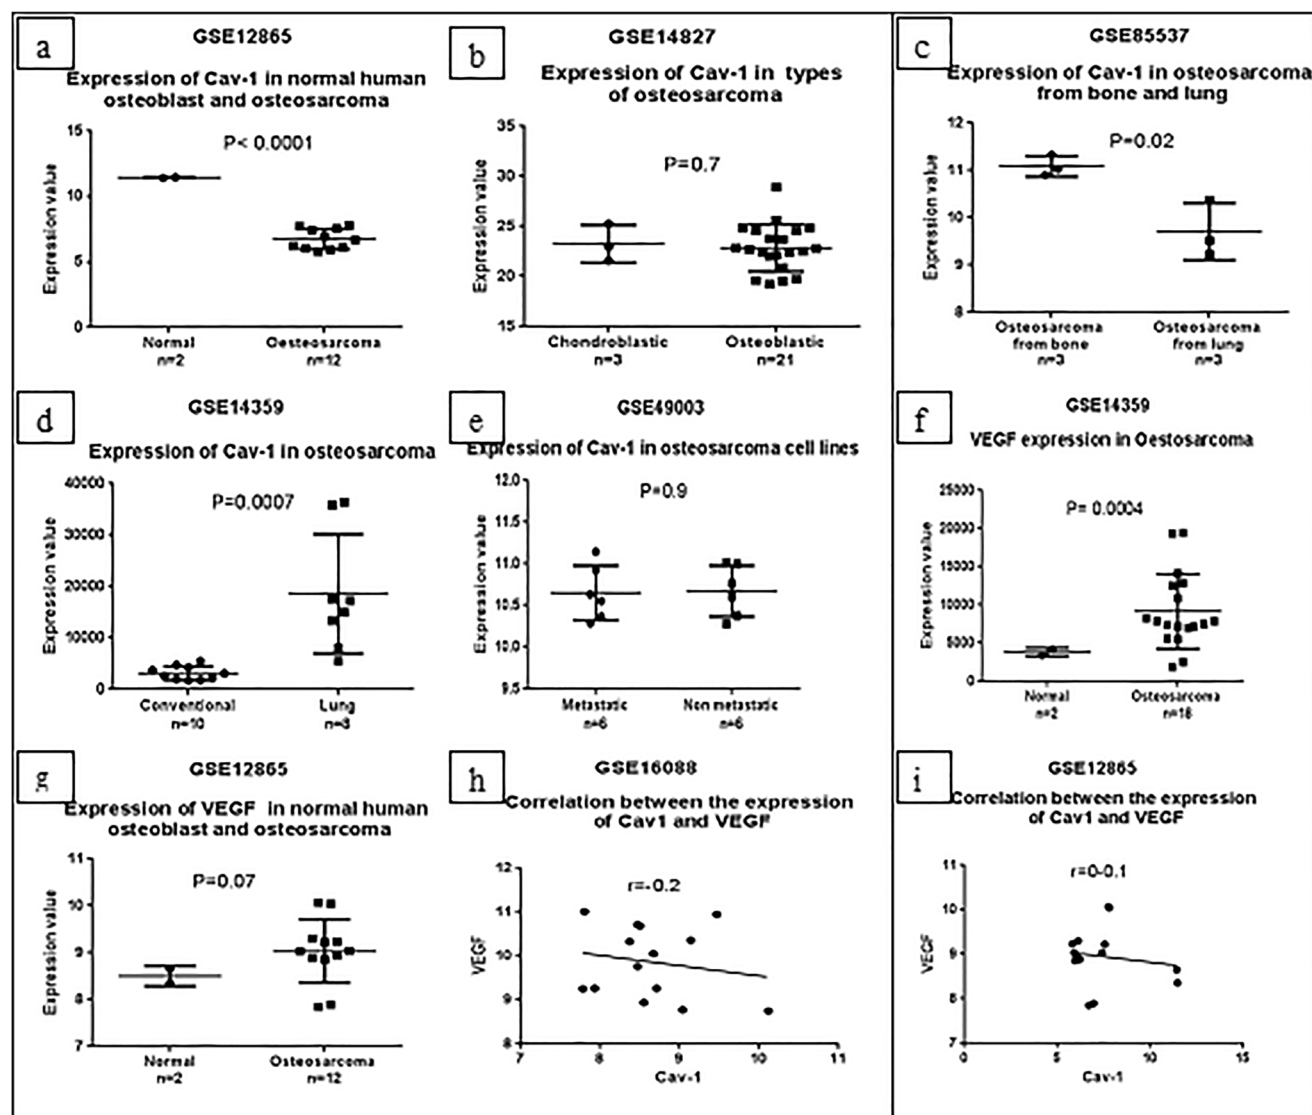 a
GSE12865
Expression of Cav-1 in normal human
osteoblast and osteosarcoma
P< 0.0001
Expression value
15
10
5
0
Normal
n=2
Oesteosarcoma
n=12
b
GSE14827
Expression of Cav-1 in types
of osteosarcoma
P=0.7
Expression value
35
30
25
20
15
Chondroblastic
n=3
Osteoblastic
n=21
c
GSE85537
Expression of Cav-1 in osteosarcoma
from bone and lung
P=0.02
Expression value
12
11
10
9
8
Osteosarcoma
from bone
n=3
Osteosarcoma
from lung
n=3
d
GSE14359
Expression of Cav-1 in osteosarcoma
P=0.0007
Expression value
40000
30000
20000
10000
0
Conventional
n=10
Lung
n=8
e
GSE49003
Expression of Cav-1 in osteosarcoma cell lines
P=0.9
Expression value
12.0
11.5
11.0
10.5
10.0
9.5
Metastatic
n=6
Non metastatic
n=6
f
GSE14359
VEGF expression in Oestosarcoma
P= 0.0004
Expression value
25000
20000
15000
10000
5000
0
Normal
n=2
Osteosarcoma
n=18
g
GSE12865
Expression of VEGF in normal human
osteoblast and osteosarcoma
P=0.07
Expression value
11
10
9
8
7
Normal
n=2
Osteosarcoma
n=12
h
GSE16088
Correlation between the expression
of Cav1 and VEGF
r=-0.2
VEGF
12
11
10
9
8
7
8
9
10
11
Cav-1
i
GSE12865
Correlation between the expression
of Cav1 and VEGF
r=0-0.1
VEGF
11
10
9
8
7
0
5
10
15
Cav-1